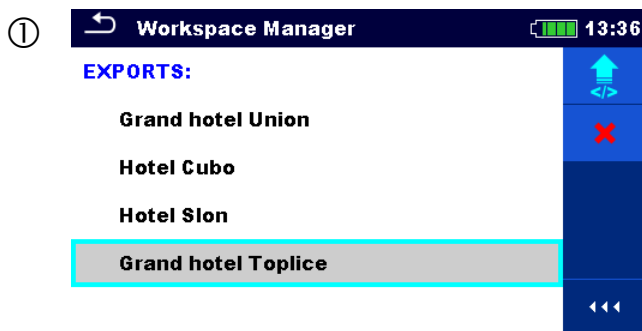 ①
Workspace Manager 13:36
EXPORTS:
</>
Grand hotel Union
Hotel Cubo
Hotel Slon
Grand hotel Toplice